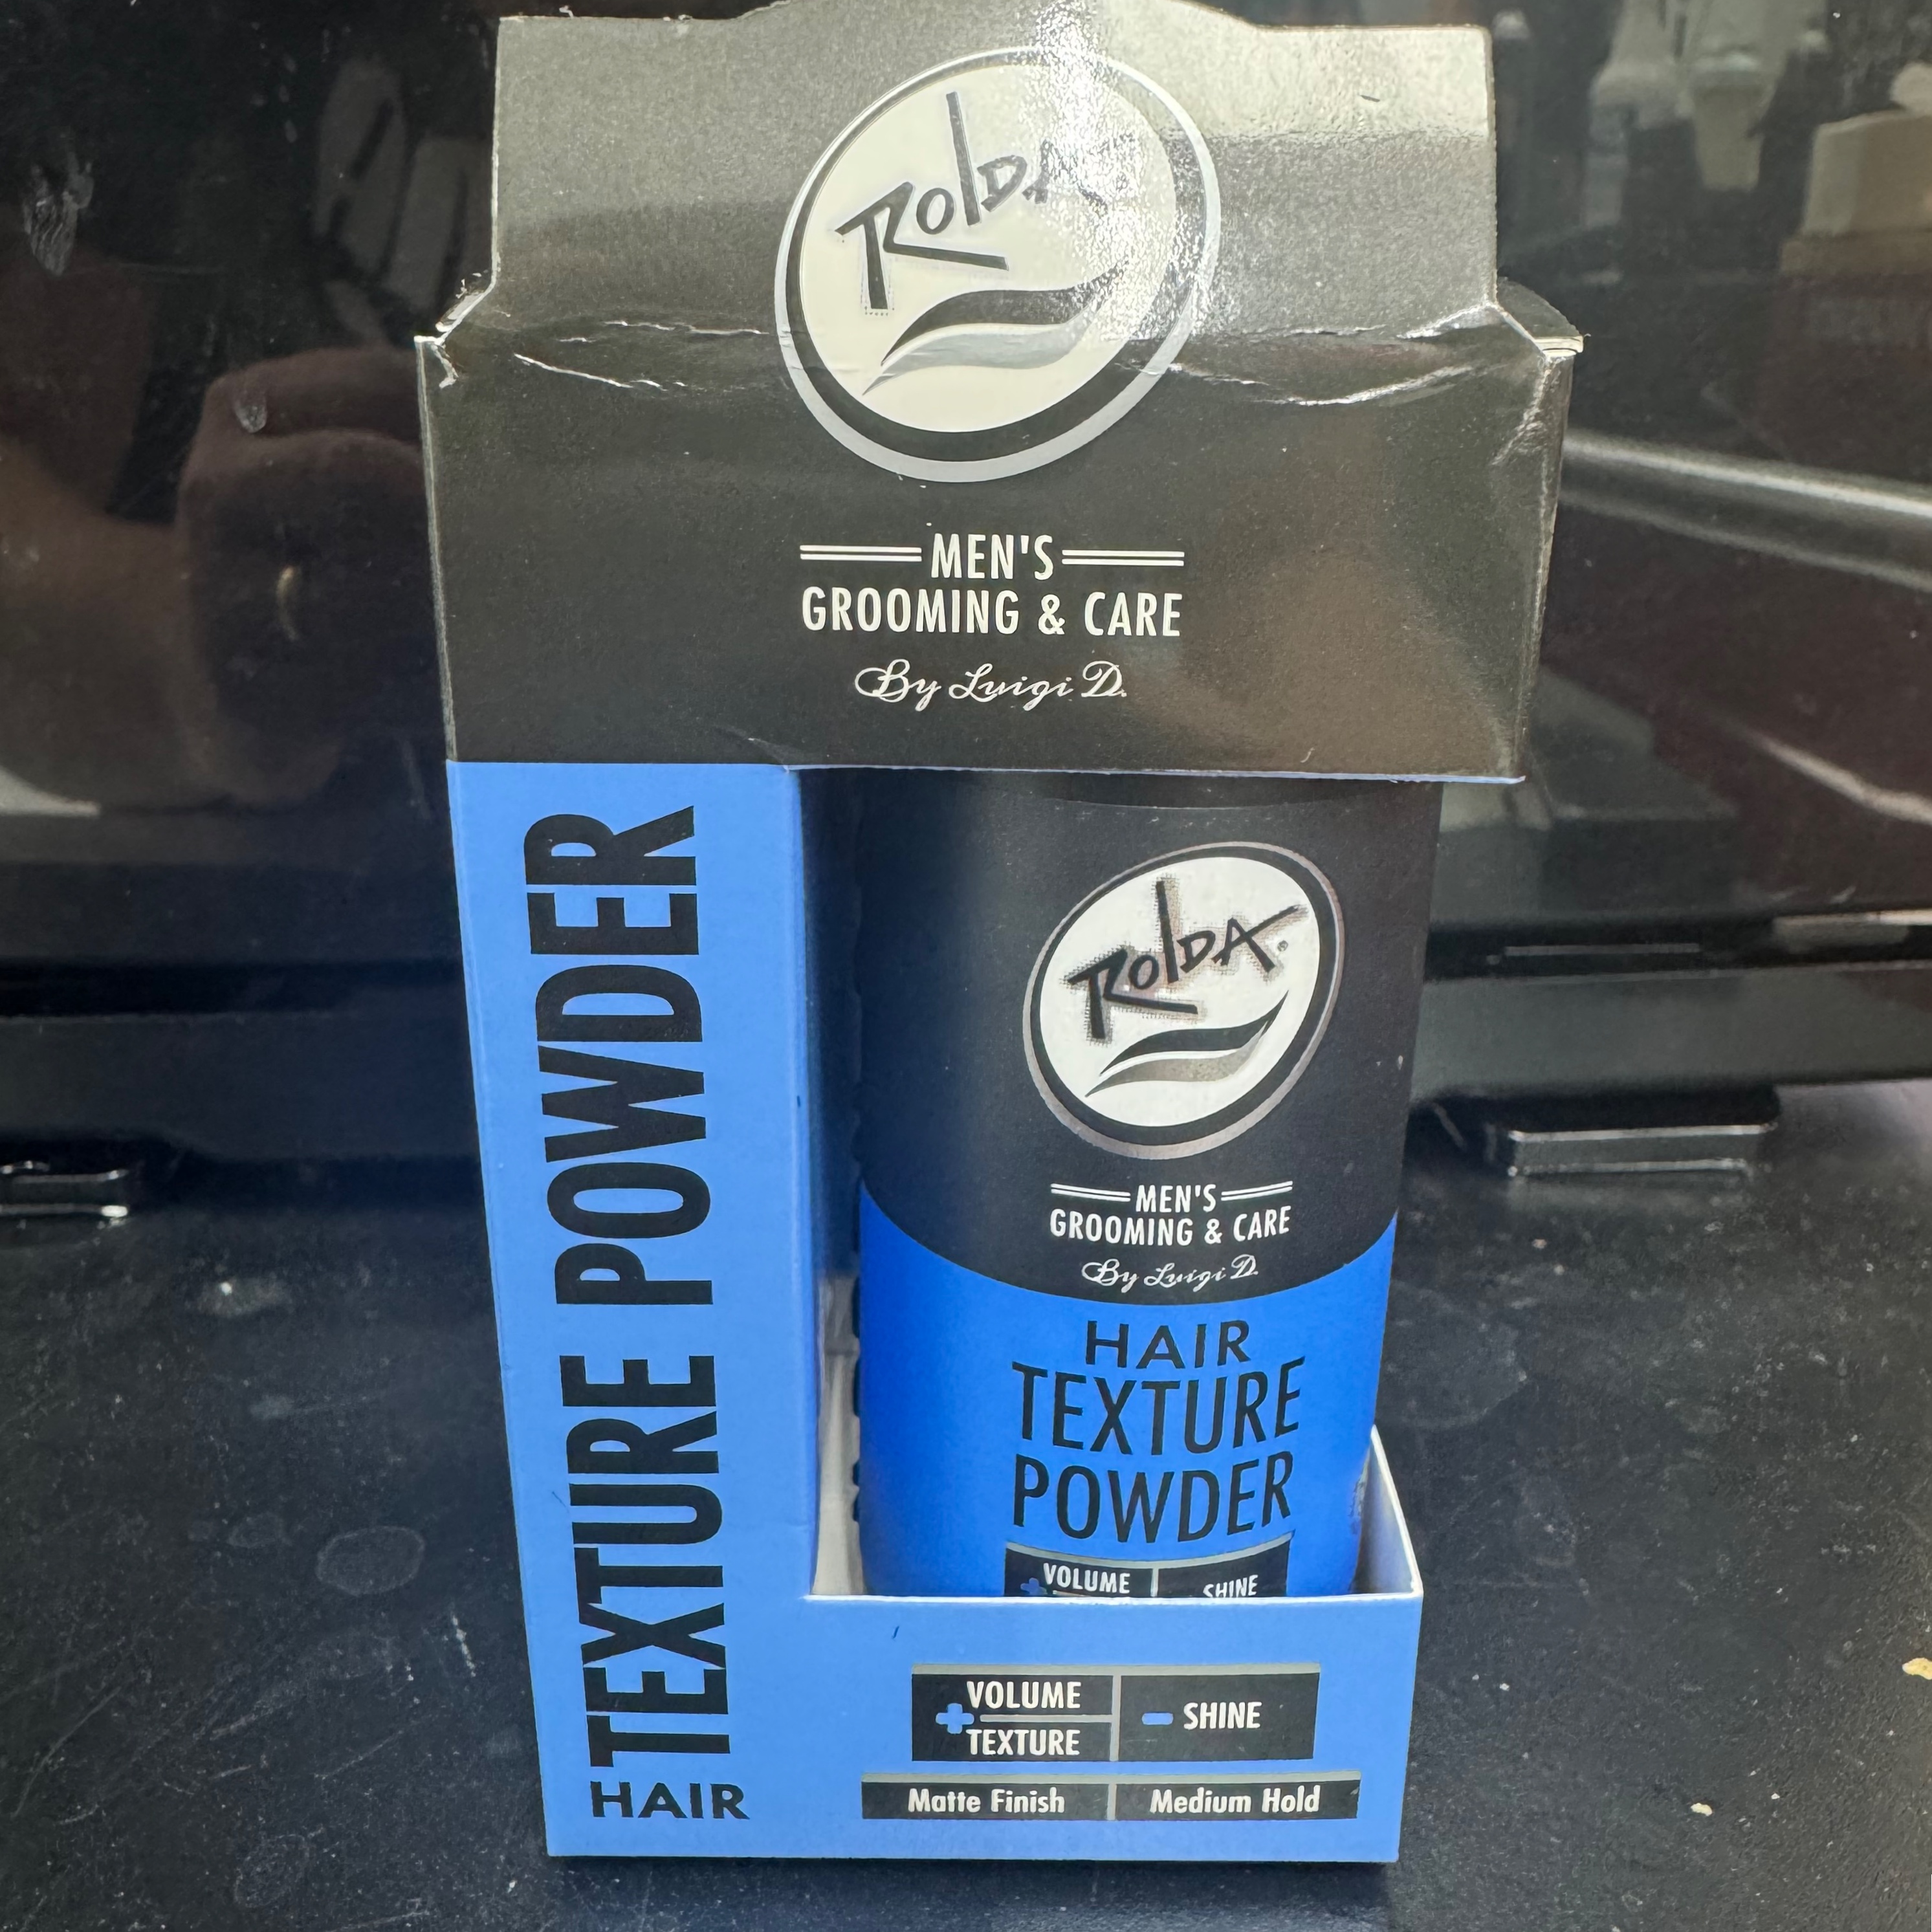 RolDA
MEN'S
GROOMING & CARE
By Luigi D.
HAIR TEXTURE POWDER
RolDA®
MEN'S
GROOMING & CARE
By Luigi D.
HAIR
TEXTURE
POWDER
+ VOLUME - SHINE
+ VOLUME
TEXTURE
- SHINE
Matte Finish
Medium Hold